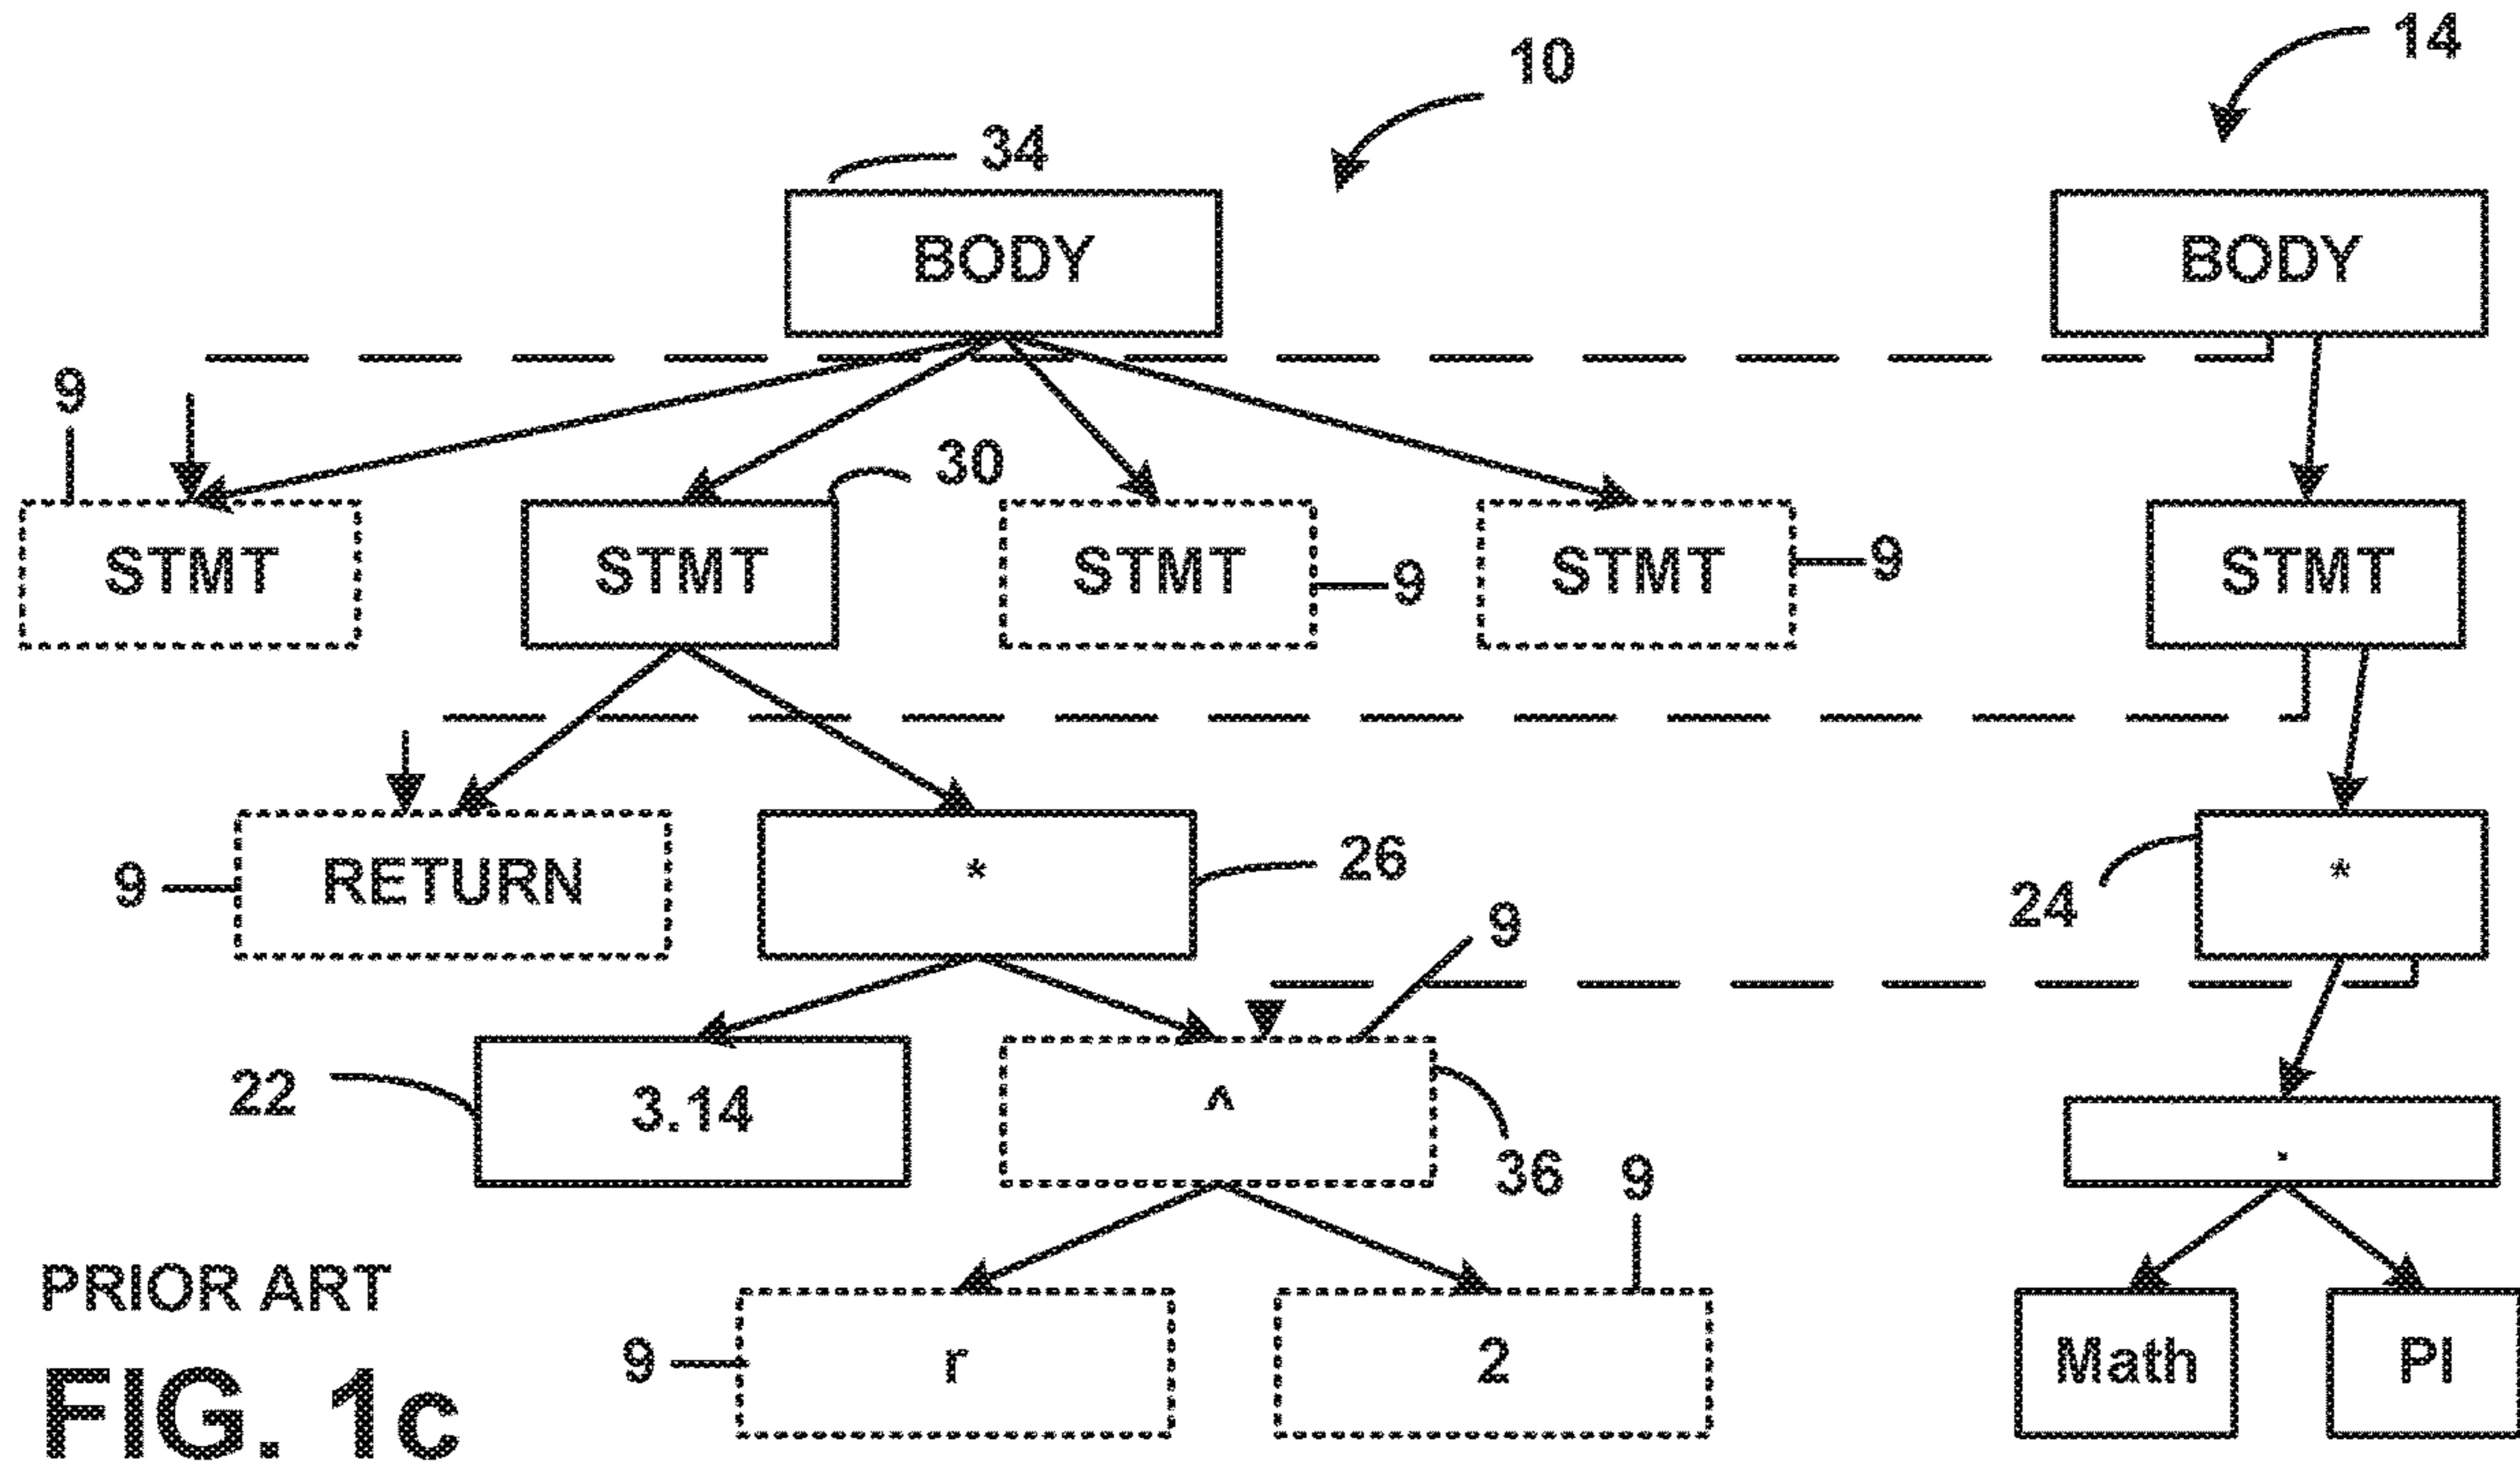 14
10
34
BODY BODY
9
30
STMT STMT STMT 9 STMT 9 STMT
9 RETURN * 26 24 *
9
22 3.14 ^ 36 .
9
PRIOR ART
9 r 2 Math PI
FIG. 1c